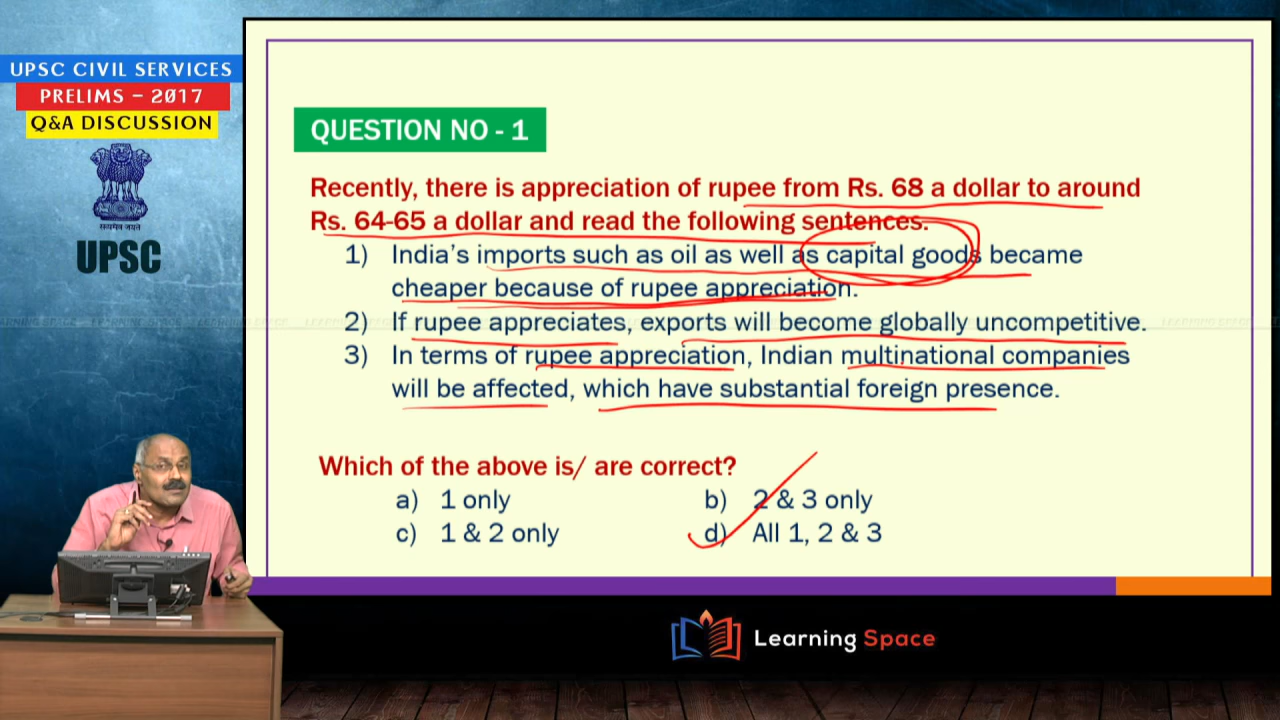 UPSC CIVIL SERVICES
PRELIMS – 2017
Q&A DISCUSSION
सत्यमेव जयते
UPSC
QUESTION NO - 1
Recently, there is appreciation of rupee from Rs. 68 a dollar to around
Rs. 64-65 a dollar and read the following sentences.
1) India's imports such as oil as well as capital goods became
cheaper because of rupee appreciation.
2) If rupee appreciates, exports will become globally uncompetitive.
3) In terms of rupee appreciation, Indian multinational companies
will be affected, which have substantial foreign presence.
Which of the above is/ are correct?
a) 1 only b) 2 & 3 only
c) 1 & 2 only d) All 1, 2 & 3
Learning Space